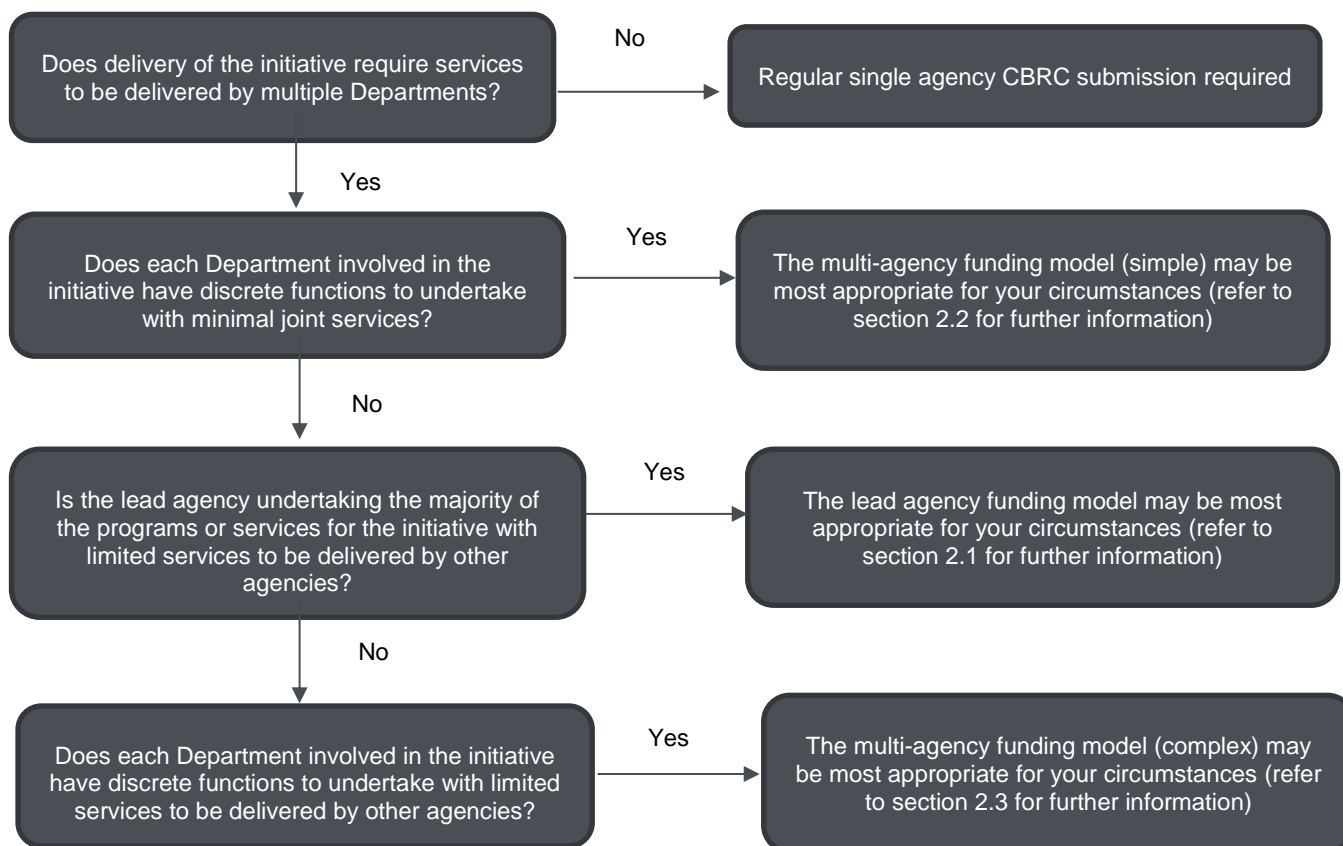 No
Does delivery of the initiative require services
to be delivered by multiple Departments?
Regular single agency CBRC submission required
Yes
Yes
Does each Department involved in the
initiative have discrete functions to undertake
with minimal joint services?
The multi-agency funding model (simple) may be
most appropriate for your circumstances (refer to
section 2.2 for further information)
No
Yes
Is the lead agency undertaking the majority of
the programs or services for the initiative with
limited services to be delivered by other
agencies?
The lead agency funding model may be most
appropriate for your circumstances (refer to
section 2.1 for further information)
No
Yes
Does each Department involved in the initiative
have discrete functions to undertake with limited
services to be delivered by other agencies?
The multi-agency funding model (complex) may
be most appropriate for your circumstances (refer
to section 2.3 for further information)